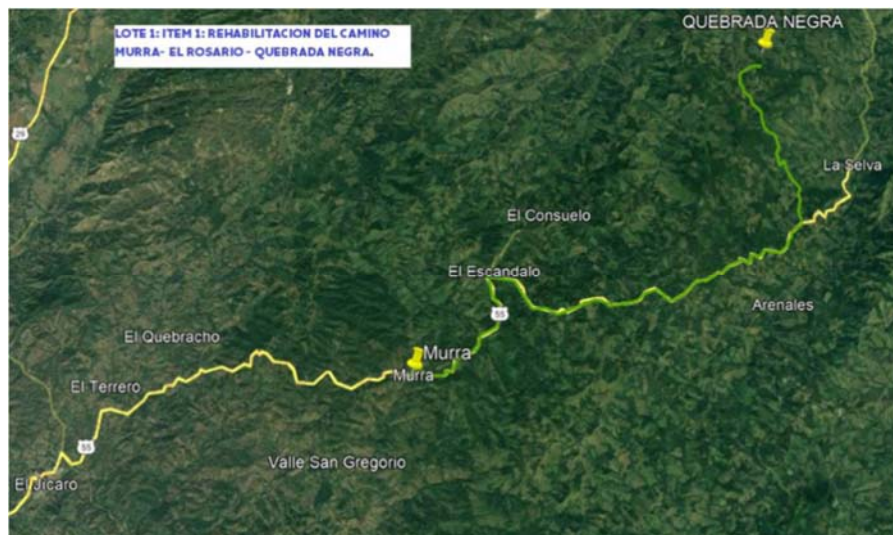 QUEBRADA NEGRA
LOTE 1: ITEM 1: REHABILITACION DEL CAMINO
MURRA- EL ROSARIO - QUEBRADA NEGRA.
29
La Selva
El Consuelo
El Escandalo
55
Arenales
El Quebracho
Murra
Murra
El Terrero
55
Valle San Gregorio
El Jícaro